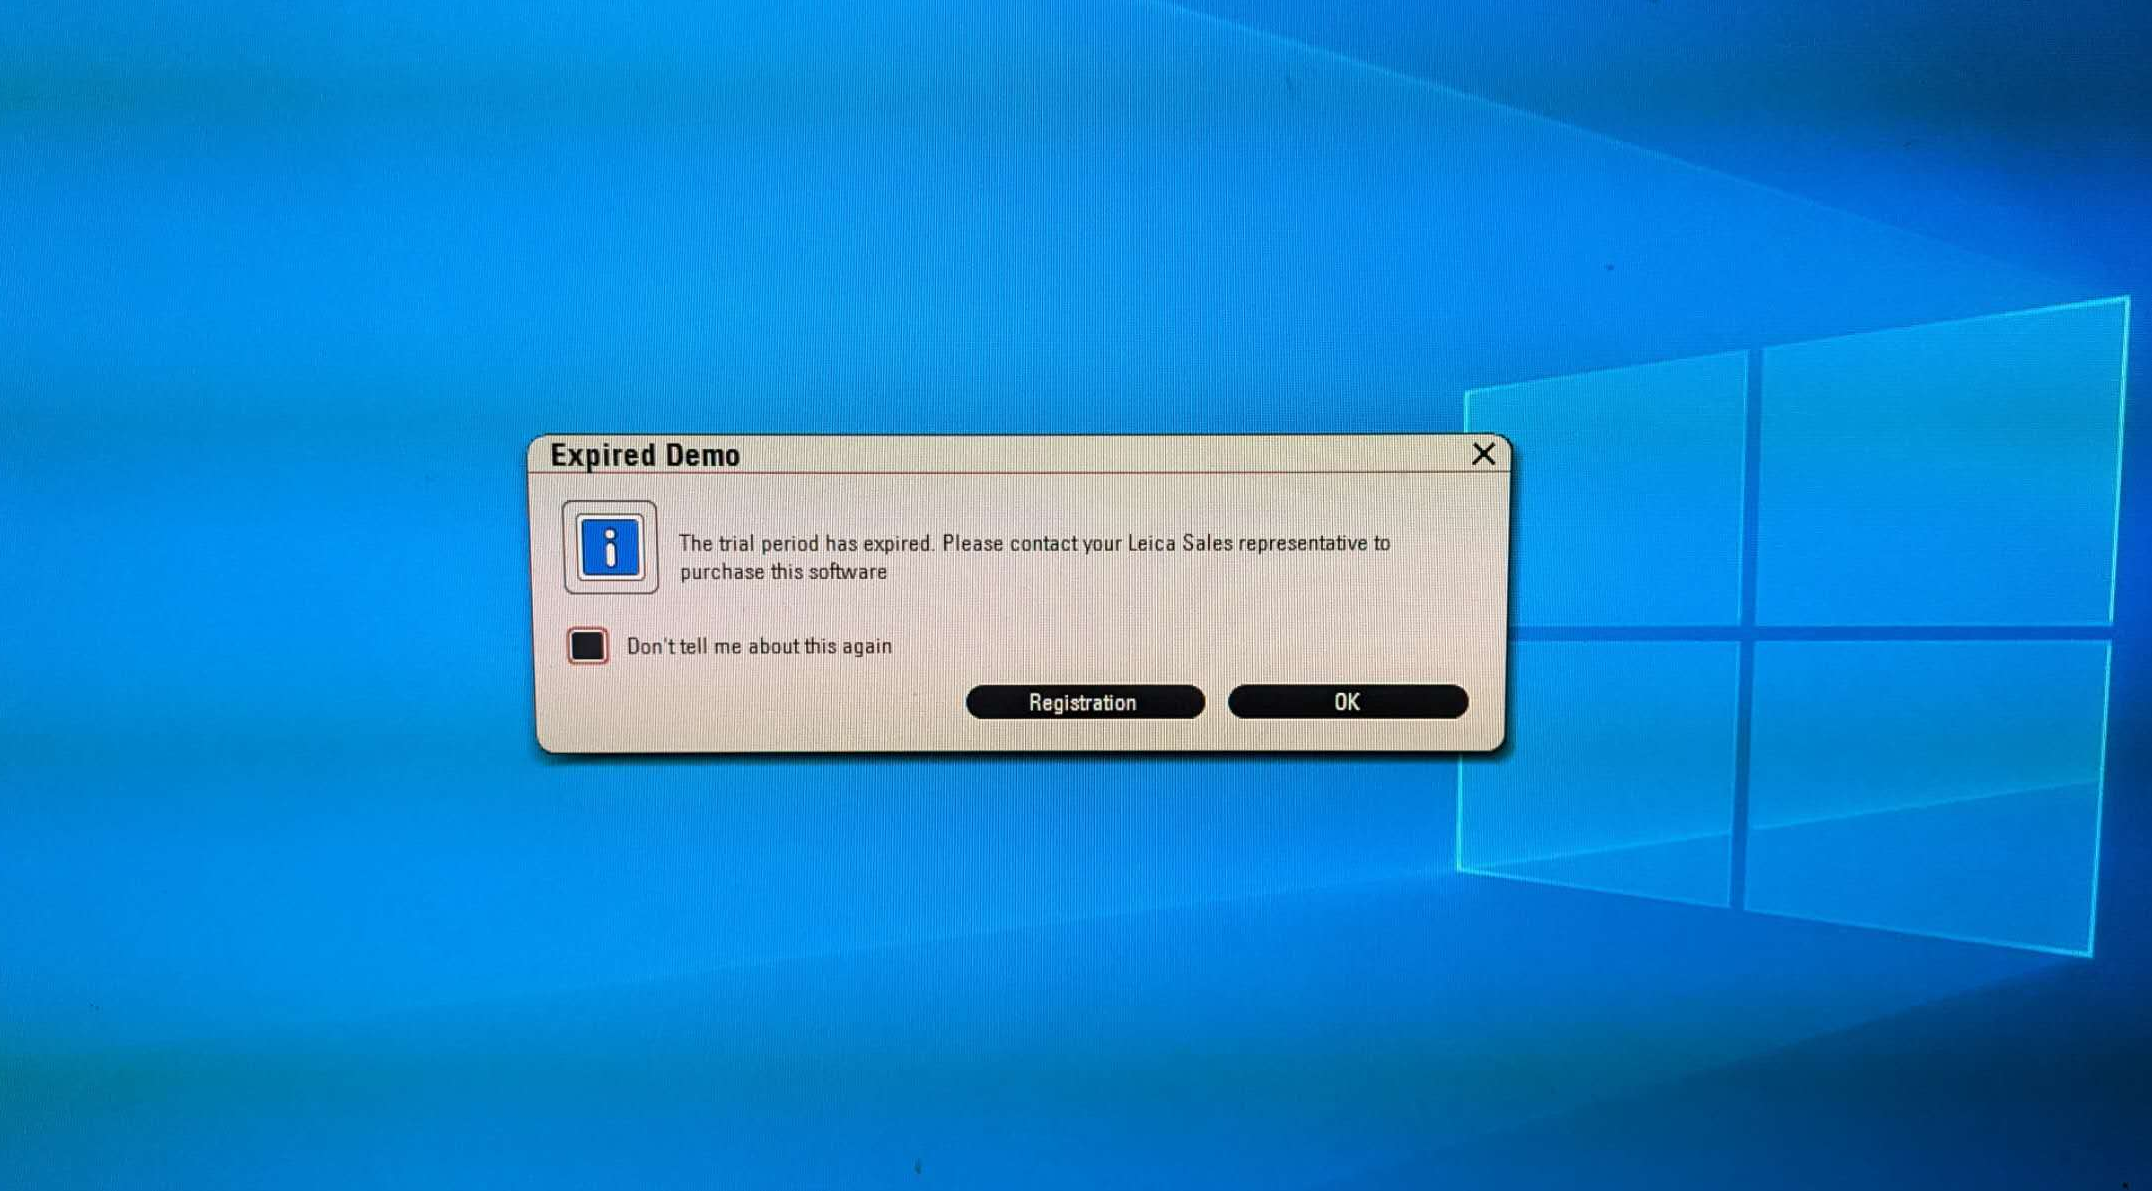 Expired Demo
The trial period has expired. Please contact your Leica Sales representative to
purchase this software
Don't tell me about this again
Registration
OK